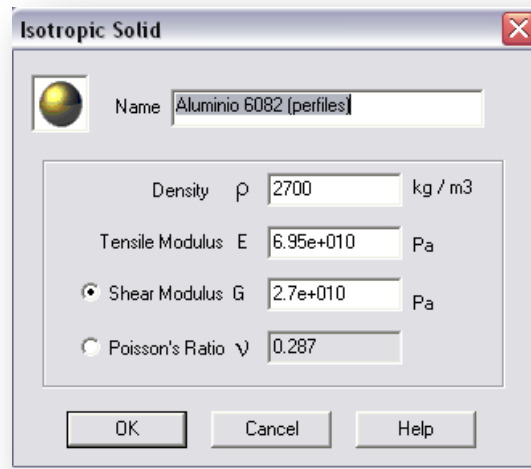 Isotropic Solid
Name Aluminio 6082 (perfiles)
Density ρ 2700 kg / m3
Tensile Modulus E 6.95e+010 Pa
Shear Modulus G 2.7e+010 Pa
Poisson's Ratio ν 0.287
OK Cancel Help